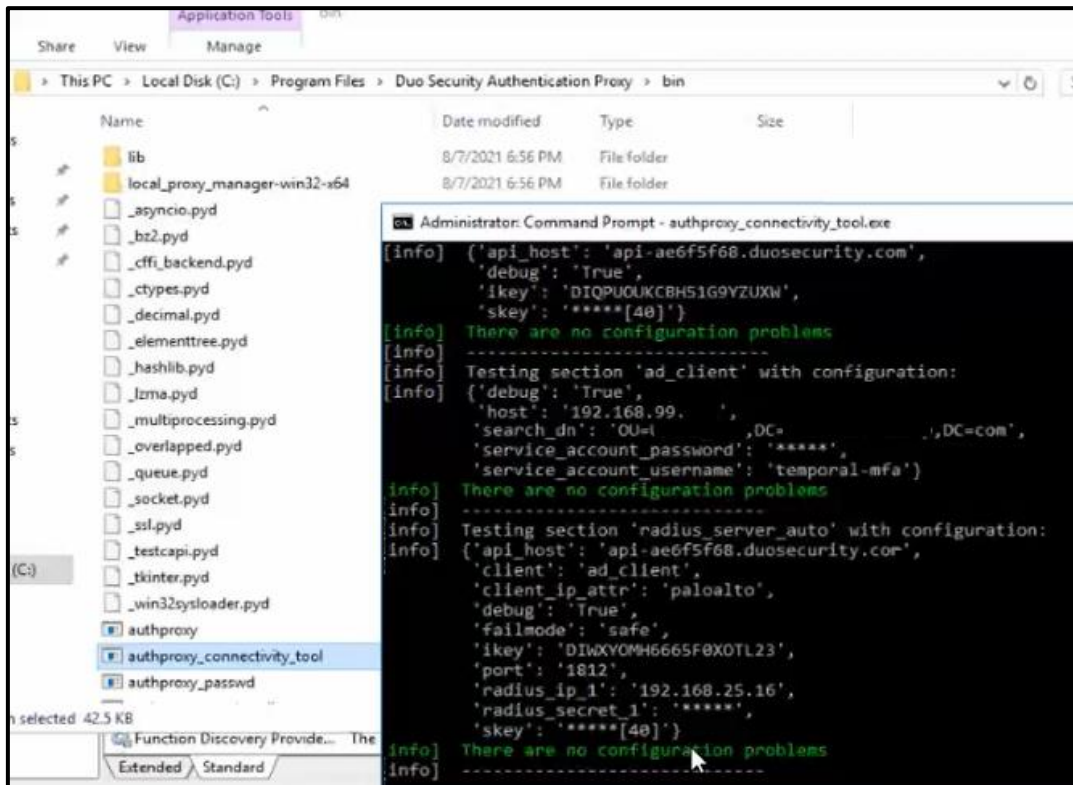 Application Tools
bin
Share View Manage
This PC > Local Disk (C:) > Program Files > Duo Security Authentication Proxy > bin
Name Date modified Type Size
lib 8/7/2021 6:56 PM File folder
local_proxy_manager-win32-x64 8/7/2021 6:56 PM File folder
_asyncio.pyd
_bz2.pyd
_cffi_backend.pyd
_ctypes.pyd
_decimal.pyd
_elementtree.pyd
_hashlib.pyd
_lzma.pyd
_multiprocessing.pyd
_overlapped.pyd
_queue.pyd
_socket.pyd
_ssl.pyd
_testcapi.pyd
_tkinter.pyd
_win32sysloader.pyd
authproxy
authproxy_connectivity_tool
authproxy_passwd
(C:)
selected 42.5 KB
Function Discovery Provide... The
Extended Standard
Administrator: Command Prompt - authproxy_connectivity_tool.exe
[info] {'api_host': 'api-ae6f5f68.duosecurity.com',
'debug': 'True',
'ikey': 'DIQPUOUKCBH51G9YZUXW',
'skey': '*****[40]'}
[info] There are no configuration problems
[info] -----------------------------
[info] Testing section 'ad_client' with configuration:
[info] {'debug': 'True',
'host': '192.168.99. ',
'search_dn': 'OU= ,DC= ,DC=com',
'service_account_password': '*****',
'service_account_username': 'temporal-mfa'}
info] There are no configuration problems
info] -----------------------------
info] Testing section 'radius_server_auto' with configuration:
info] {'api_host': 'api-ae6f5f68.duosecurity.com',
'client': 'ad_client',
'client_ip_attr': 'paloalto',
'debug': 'True',
'failmode': 'safe',
'ikey': 'DIWXYOMH6665F0XOTL23',
'port': '1812',
'radius_ip_1': '192.168.25.16',
'radius_secret_1': '*****',
'skey': '*****[40]'}
info] There are no configuration problems
info] -----------------------------